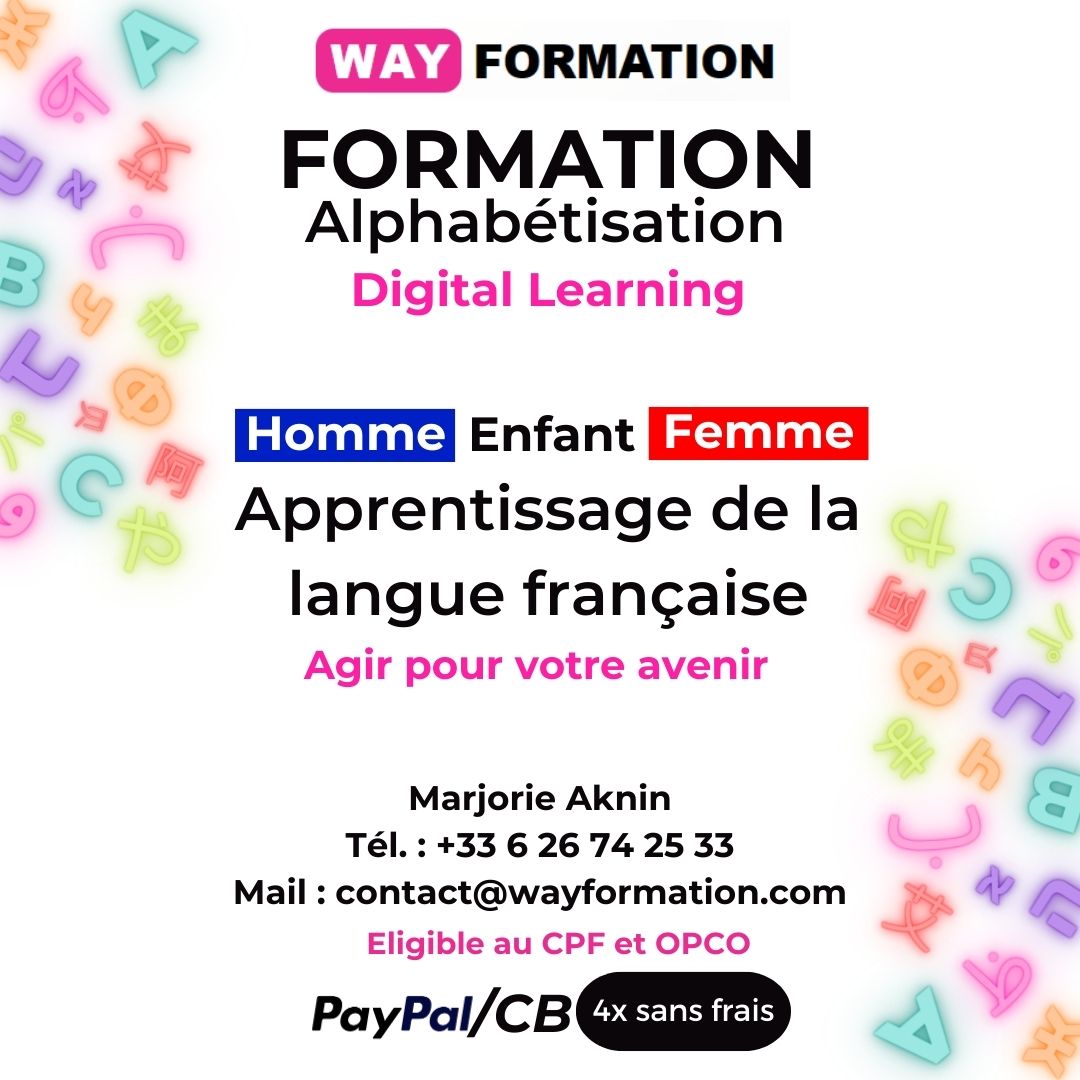 WAY FORMATION
FORMATION
Alphabétisation
Digital Learning
Homme Enfant Femme
Apprentissage de la
langue française
Agir pour votre avenir
Marjorie Aknin
Tél. : +33 6 26 74 25 33
Mail : contact@wayformation.com
Eligible au CPF et OPCO
PayPal/CB 4x sans frais